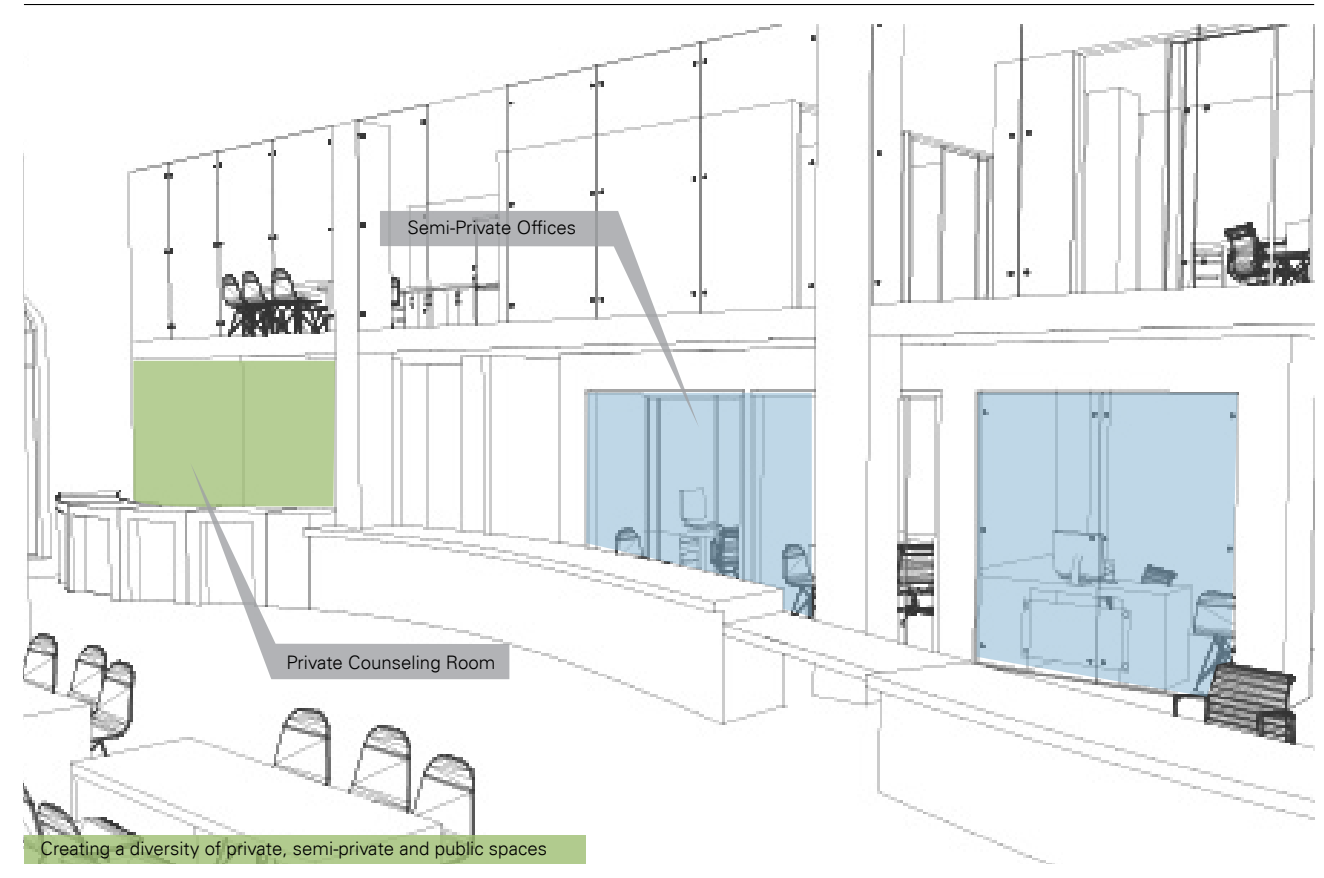 Semi-Private Offices
Private Counseling Room
Creating a diversity of private, semi-private and public spaces